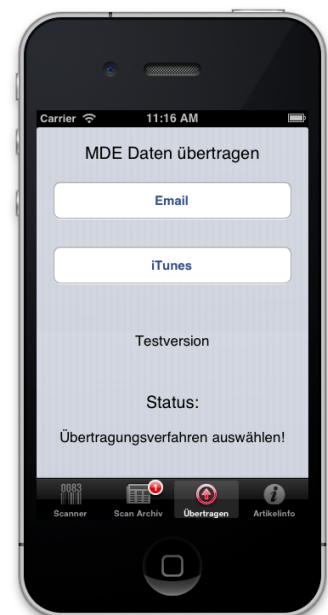 Carrier 11:16 AM
MDE Daten übertragen
Email
iTunes
Testversion
Status:
Übertragungsverfahren auswählen!
0083 1
Scanner Scan Archiv Übertragen Artikelinfo